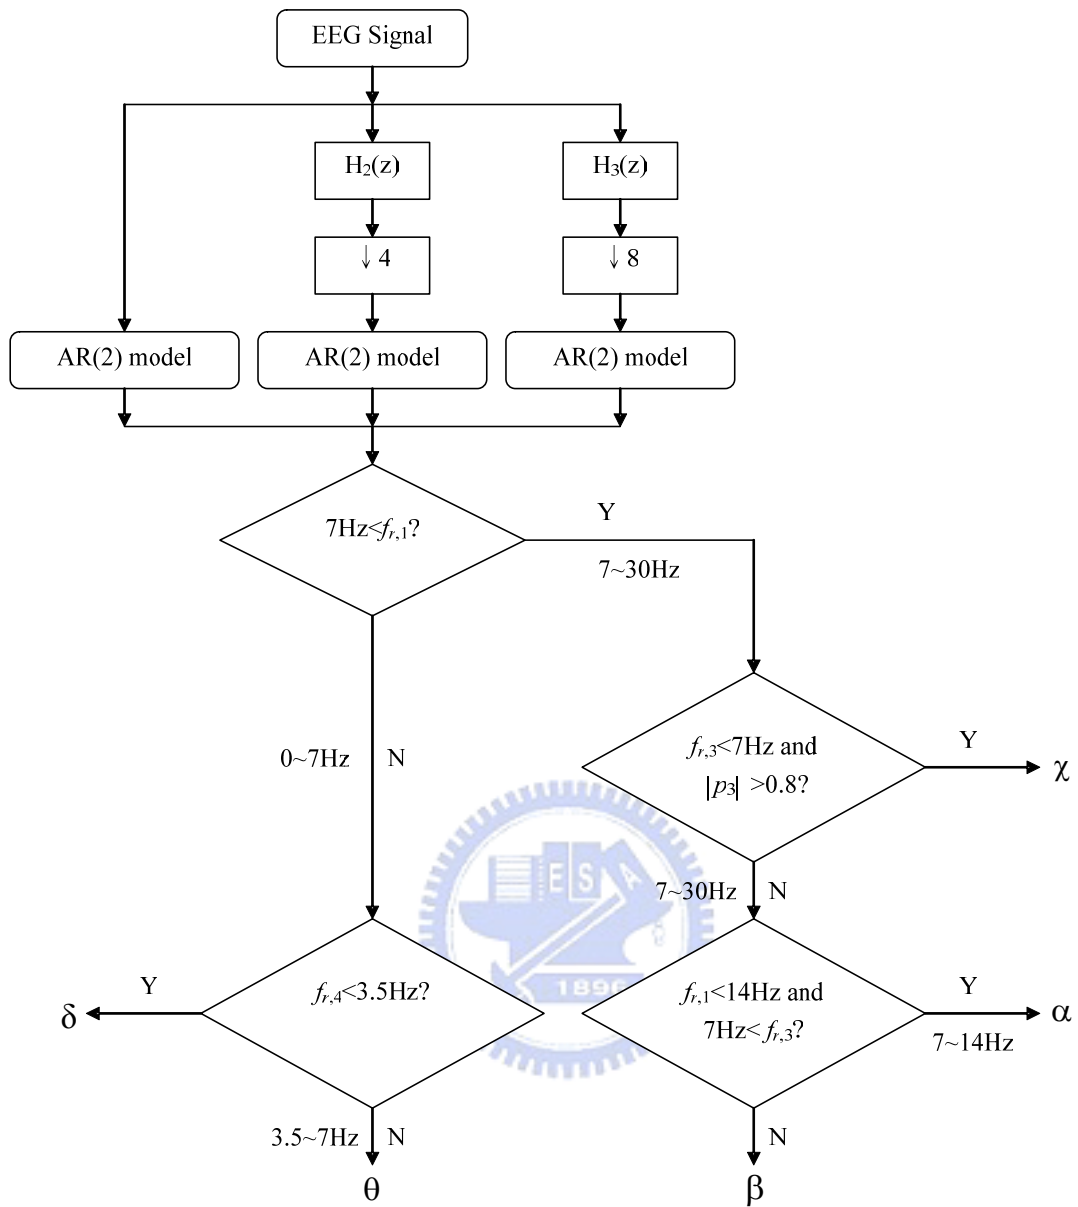 EEG Signal
H2(z)
H3(z)
↓ 4
↓ 8
AR(2) model
AR(2) model
AR(2) model
7Hz<fr,1?
Y
7~30Hz
0~7Hz
N
fr,3<7Hz and
|p3| >0.8?
Y
χ
7~30Hz
N
E S A
1896
fr,4<3.5Hz?
Y
δ
fr,1<14Hz and
7Hz< fr,3?
Y
7~14Hz
α
3.5~7Hz
N
θ
N
β